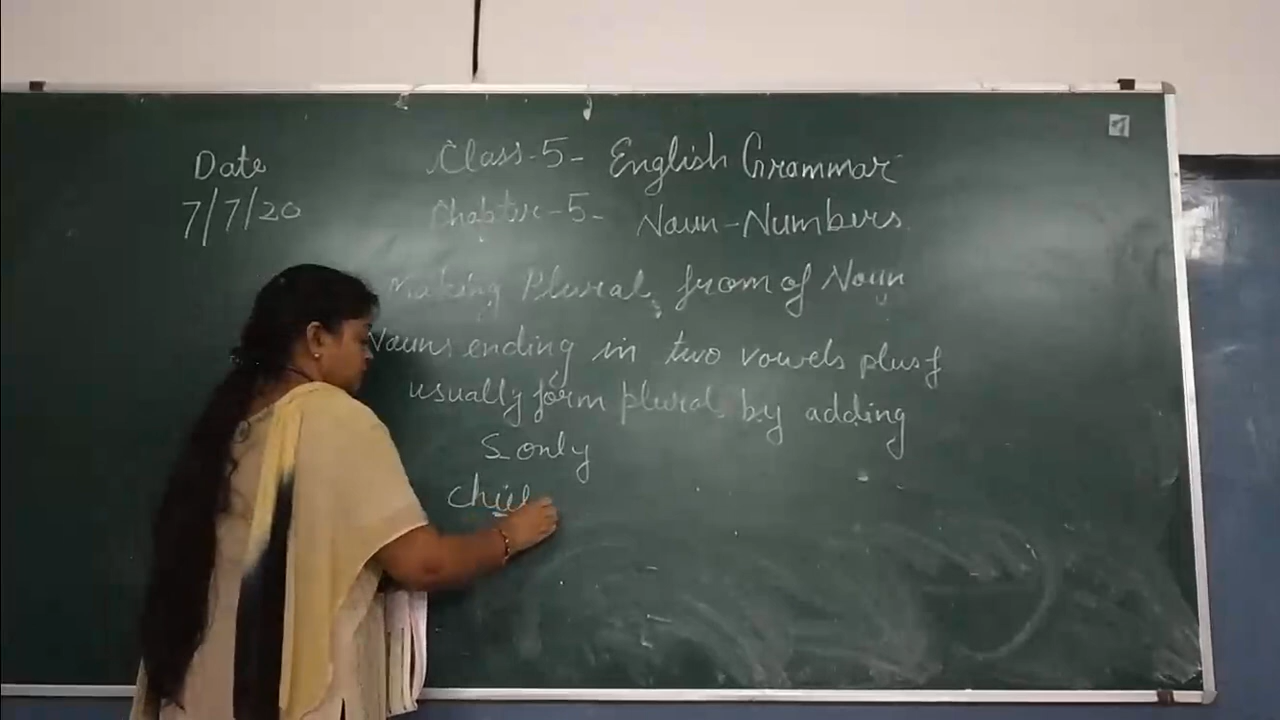 Date
7/7/20
Class-5- English Grammar
Chapter-5- Noun-Numbers
Making Plural from of Noun
Nouns ending in two vowels plus f
usually form plural by adding
S only
Chie